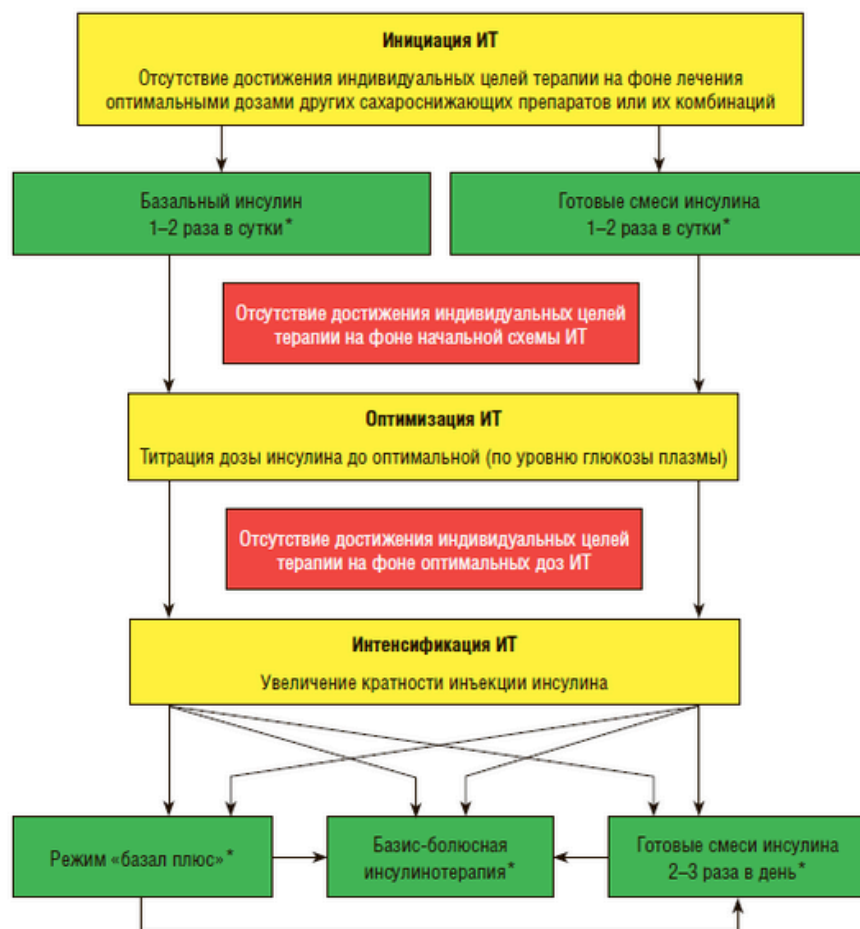 Инициация ИТ
Отсутствие достижения индивидуальных целей терапии на фоне лечения
оптимальными дозами других сахароснижающих препаратов или их комбинаций
Базальный инсулин
1–2 раза в сутки*
Готовые смеси инсулина
1–2 раза в сутки*
Отсутствие достижения индивидуальных целей
терапии на фоне начальной схемы ИТ
Оптимизация ИТ
Титрация дозы инсулина до оптимальной (по уровню глюкозы плазмы)
Отсутствие достижения индивидуальных целей
терапии на фоне оптимальных доз ИТ
Интенсификация ИТ
Увеличение кратности инъекции инсулина
Режим «базал плюс»*
Базис-болюсная
инсулинотерапия*
Готовые смеси инсулина
2–3 раза в день*